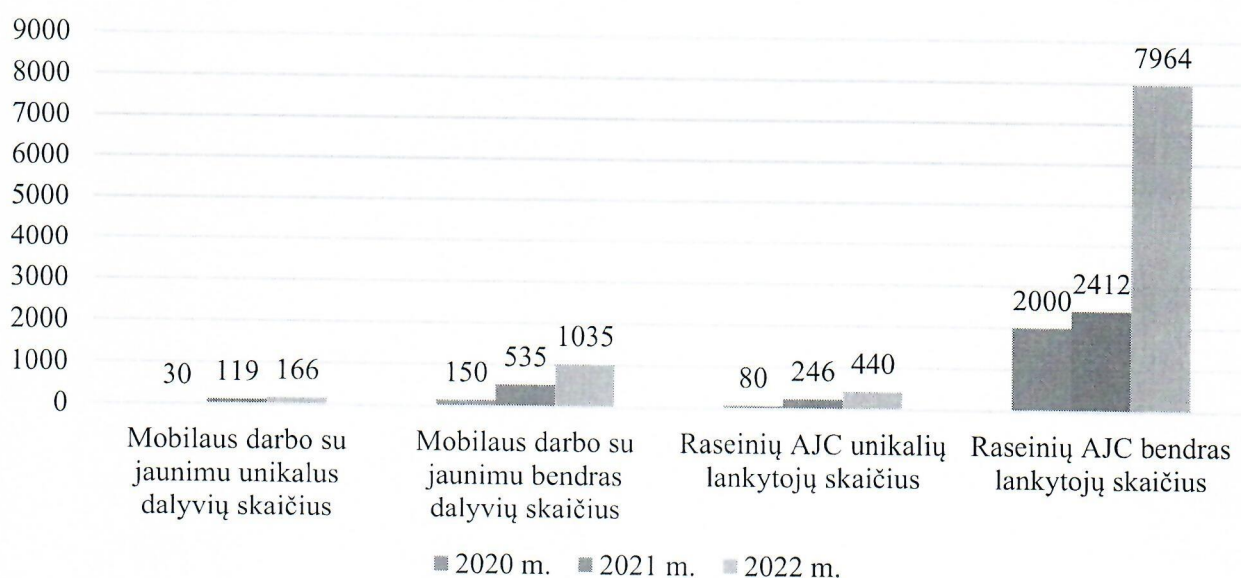 9000
8000
7000
6000
5000
4000
3000
2000
1000
0
30 119 166
150 535 1035
80 246 440
2000 2412 7964
Mobilaus darbo su
jaunimu unikalus
dalyvių skaičius
Mobilaus darbo su
jaunimu bendras
dalyvių skaičius
Raseinių AJC unikalių
lankytojų skaičius
Raseinių AJC bendras
lankytojų skaičius
2020 m. 2021 m. 2022 m.